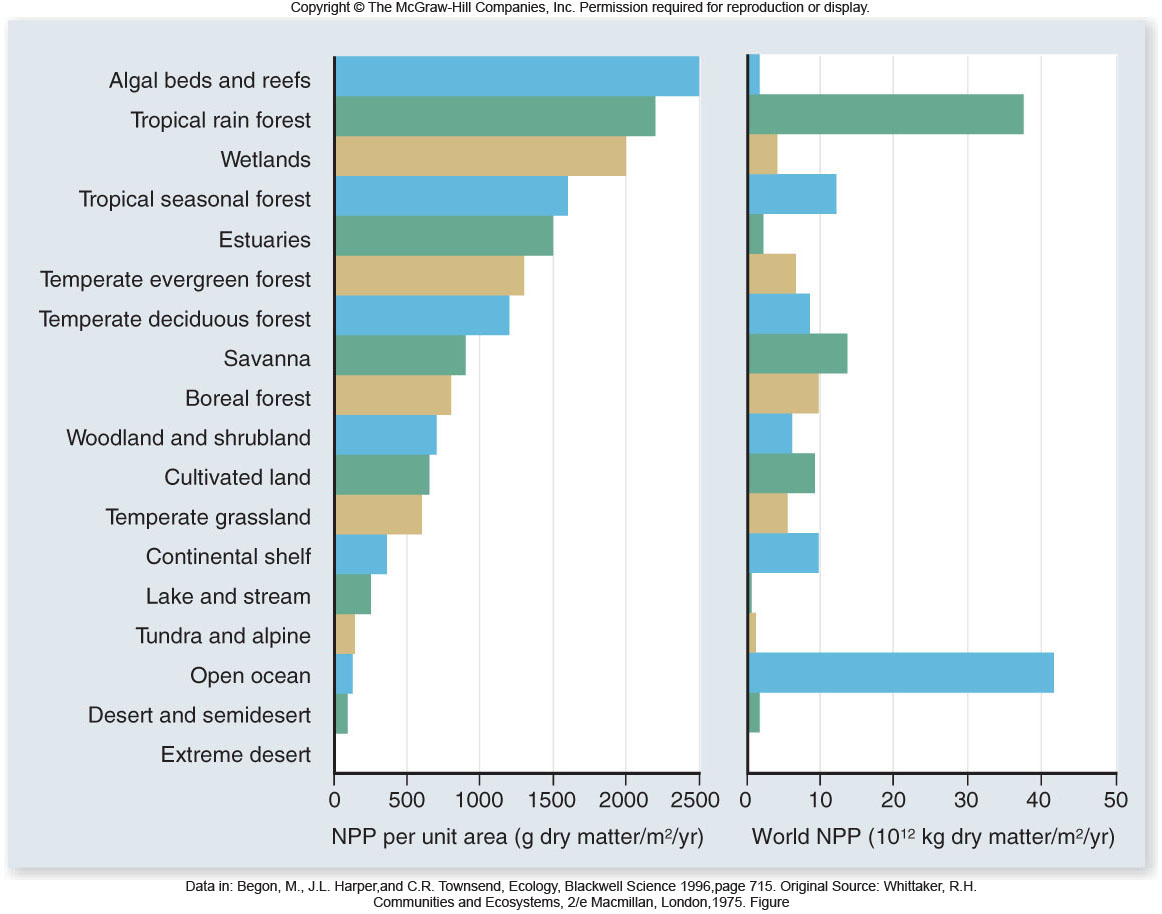 Copyright © The McGraw-Hill Companies, Inc. Permission required for reproduction or display.
Algal beds and reefs
Tropical rain forest
Wetlands
Tropical seasonal forest
Estuaries
Temperate evergreen forest
Temperate deciduous forest
Savanna
Boreal forest
Woodland and shrubland
Cultivated land
Temperate grassland
Continental shelf
Lake and stream
Tundra and alpine
Open ocean
Desert and semidesert
Extreme desert
0 500 1000 1500 2000 2500
NPP per unit area (g dry matter/m²/yr)
0 10 20 30 40 50
World NPP (10¹² kg dry matter/m²/yr)
Data in: Begon, M., J.L. Harper,and C.R. Townsend, Ecology, Blackwell Science 1996,page 715. Original Source: Whittaker, R.H.
Communities and Ecosystems, 2/e Macmillan, London,1975. Figure